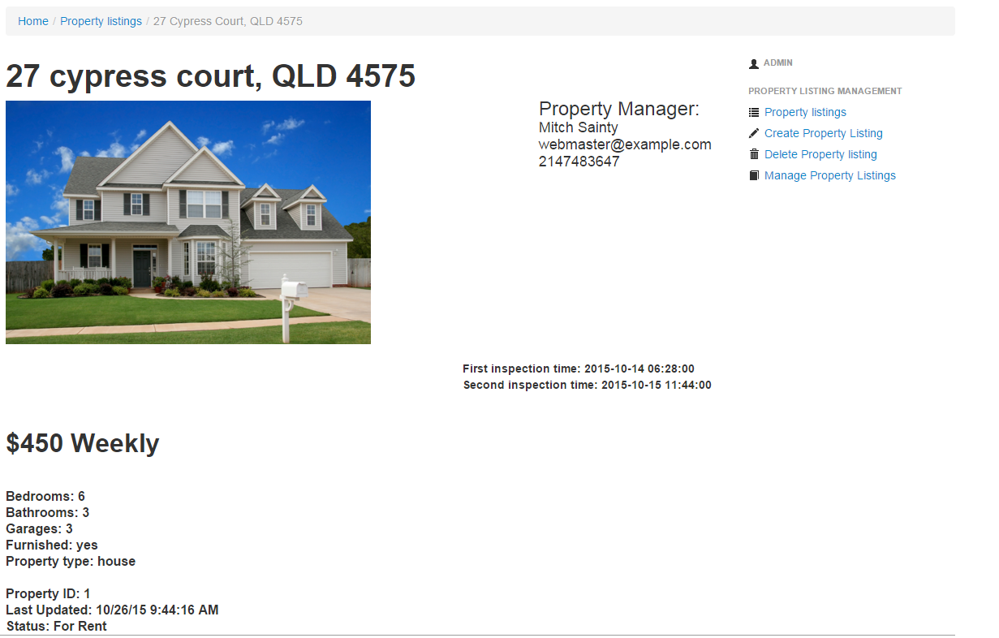 Home / Property listings / 27 Cypress Court, QLD 4575
27 cypress court, QLD 4575
Property Manager:
Mitch Sainty
webmaster@example.com
2147483647
First inspection time: 2015-10-14 06:28:00
Second inspection time: 2015-10-15 11:44:00
$450 Weekly
Bedrooms: 6
Bathrooms: 3
Garages: 3
Furnished: yes
Property type: house
Property ID: 1
Last Updated: 10/26/15 9:44:16 AM
Status: For Rent
ADMIN
PROPERTY LISTING MANAGEMENT
Property listings
Create Property Listing
Delete Property listing
Manage Property Listings